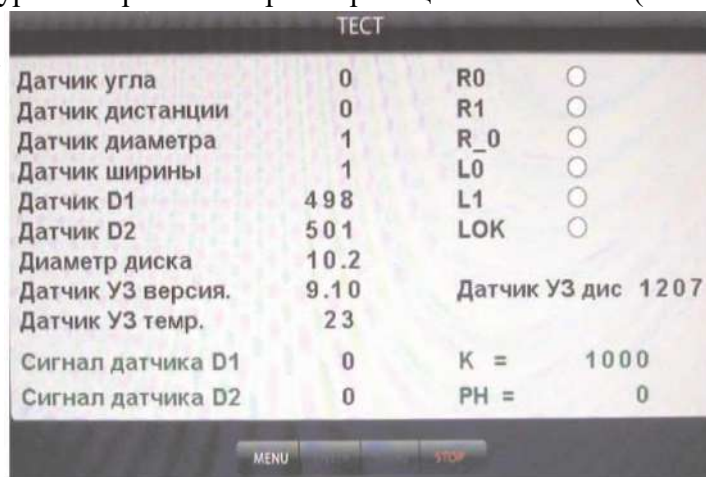 ТЕСТ
Датчик угла 0 R0
Датчик дистанции 0 R1
Датчик диаметра 1 R_0
Датчик ширины 1 L0
Датчик D1 498 L1
Датчик D2 501 LOK
Диаметр диска 10.2
Датчик УЗ версия. 9.10 Датчик УЗ дис 1207
Датчик УЗ темр. 23
Сигнал датчика D1 0 K = 1000
Сигнал датчика D2 0 PH = 0
MENU STOP